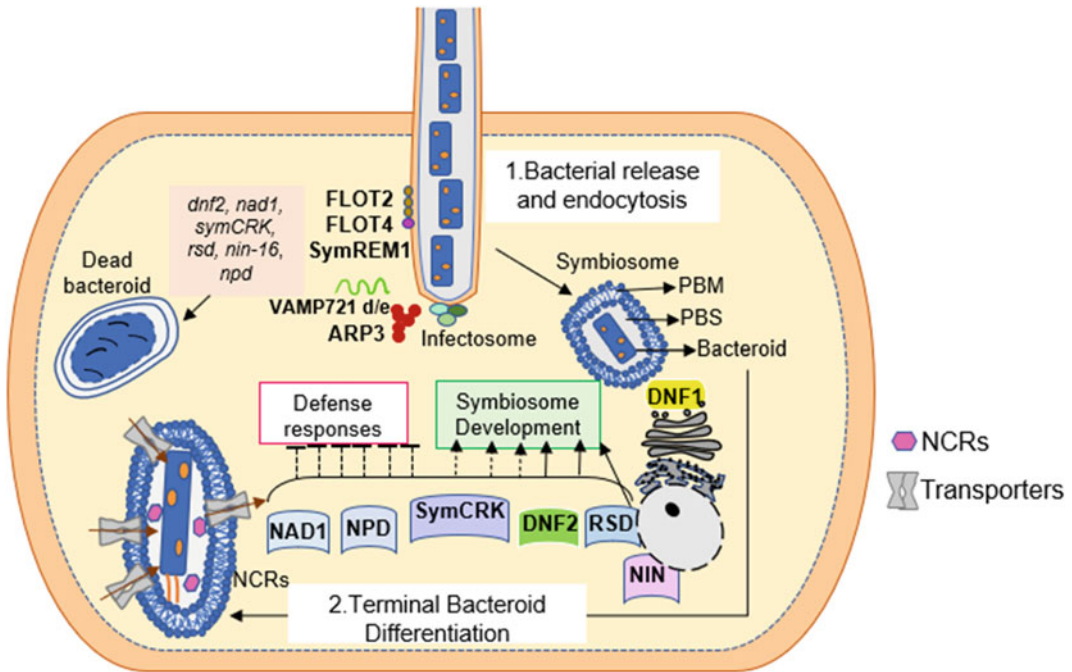 1.Bacterial release
and endocytosis
FLOT2
FLOT4
SymREM1
dnf2, nad1,
symCRK,
rsd, nin-16,
npd
Dead
bacteroid
VAMP721 d/e
ARP3
Infectosome
Symbiosome
PBM
PBS
Bacteroid
DNF1
Defense
responses
Symbiosome
Development
NCRs
Transporters
NAD1
NPD
SymCRK
DNF2
RSD
NIN
NCRs
2.Terminal Bacteroid
Differentiation